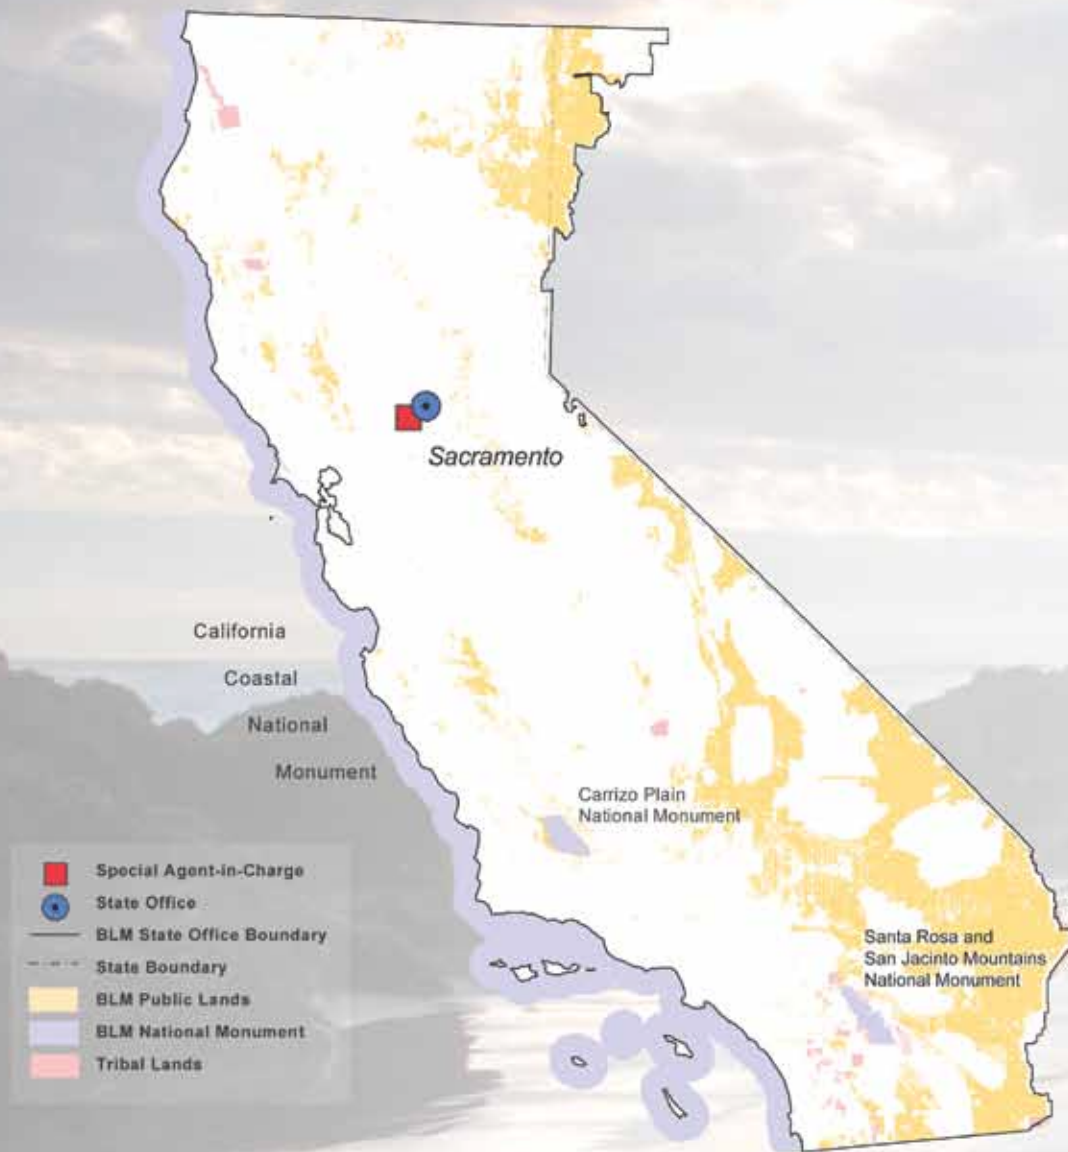 Sacramento
California
Coastal
National
Monument
Carrizo Plain
National Monument
Special Agent-in-Charge
State Office
BLM State Office Boundary
State Boundary
BLM Public Lands
BLM National Monument
Tribal Lands
Santa Rosa and
San Jacinto Mountains
National Monument